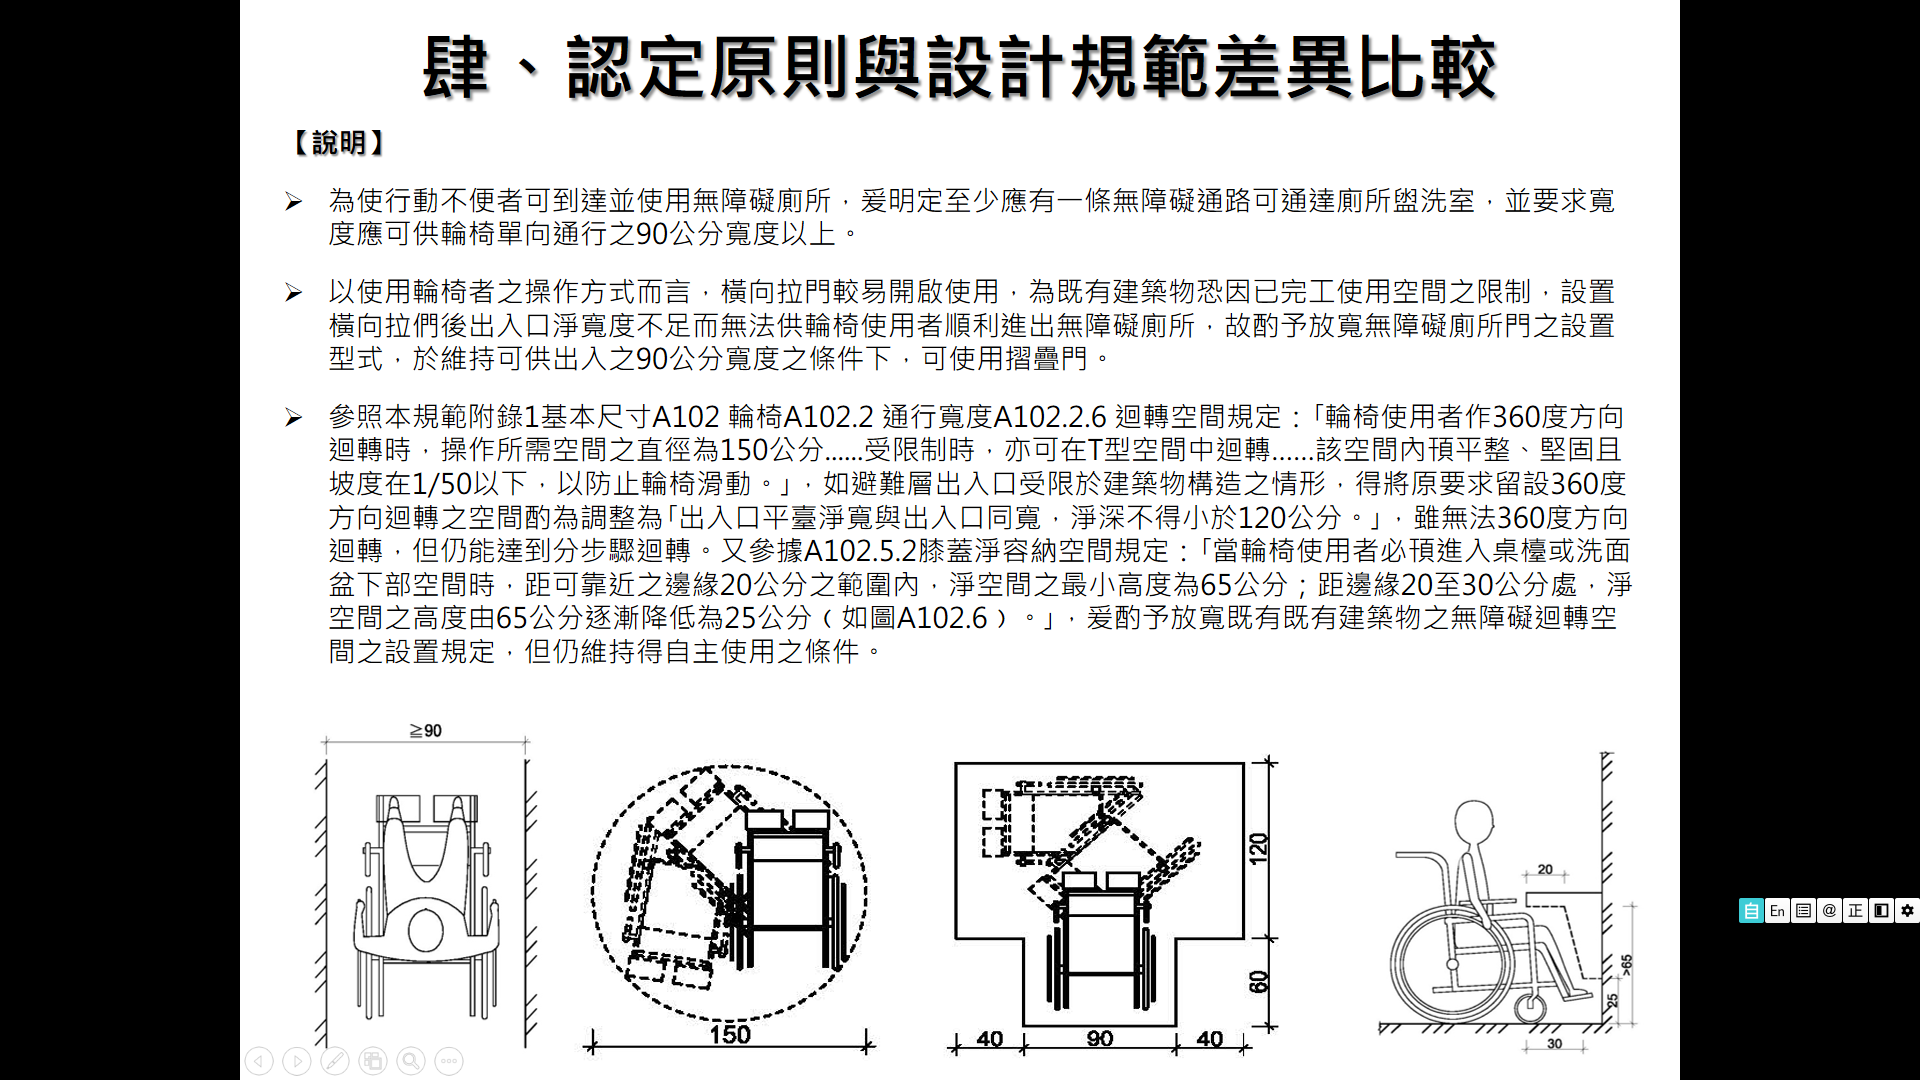 肆、認定原則與設計規範差異比較
【說明】
➢ 為使行動不便者可到達並使用無障礙廁所，爰明定至少應有一條無障礙通路可通達廁所盥洗室，並要求寬
度應可供輪椅單向通行之90公分寬度以上。
➢ 以使用輪椅者之操作方式而言，橫向拉門較易開啟使用，為既有建築物恐因已完工使用空間之限制，設置
橫向拉們後出入口淨寬度不足而無法供輪椅使用者順利進出無障礙廁所，故酌予放寬無障礙廁所門之設置
型式，於維持可供出入之90公分寬度之條件下，可使用摺疊門。
➢ 參照本規範附錄1基本尺寸A102 輪椅A102.2 通行寬度A102.2.6 迴轉空間規定：「輪椅使用者作360度方向
迴轉時，操作所需空間之直徑為150公分......受限制時，亦可在T型空間中迴轉......該空間內須平整、堅固且
坡度在1/50以下，以防止輪椅滑動。」，如避難層出入口受限於建築物構造之情形，得將原要求留設360度
方向迴轉之空間酌為調整為「出入口平臺淨寬與出入口同寬，淨深不得小於120公分。」，雖無法360度方向
迴轉，但仍能達到分步驟迴轉。又參據A102.5.2膝蓋淨容納空間規定：「當輪椅使用者必須進入桌檯或洗面
盆下部空間時，距可靠近之邊緣20公分之範圍內，淨空間之最小高度為65公分；距邊緣20至30公分處，淨
空間之高度由65公分逐漸降低為25公分（如圖A102.6）。」，爰酌予放寬既有既有建築物之無障礙迴轉空
間之設置規定，但仍維持得自主使用之條件。
≧90
150
120
60
40 90 40
20
>65
25
30
自 En @ 正